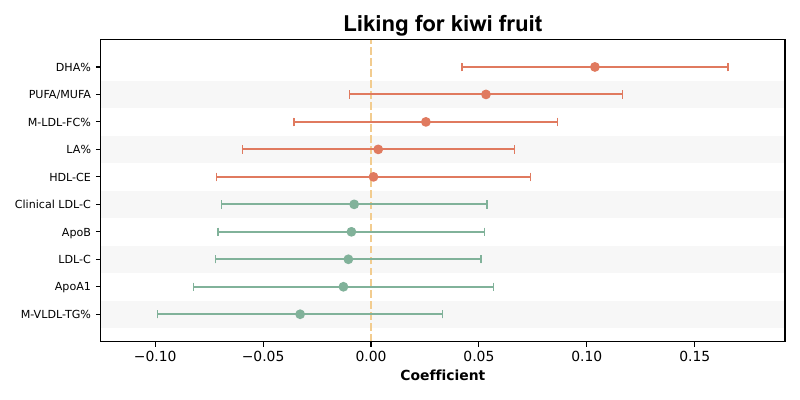 Liking for kiwi fruit
DHA%
PUFA/MUFA
M-LDL-FC%
LA%
HDL-CE
Clinical LDL-C
ApoB
LDL-C
ApoA1
M-VLDL-TG%
−0.10 −0.05 0.00 0.05 0.10 0.15
Coefficient